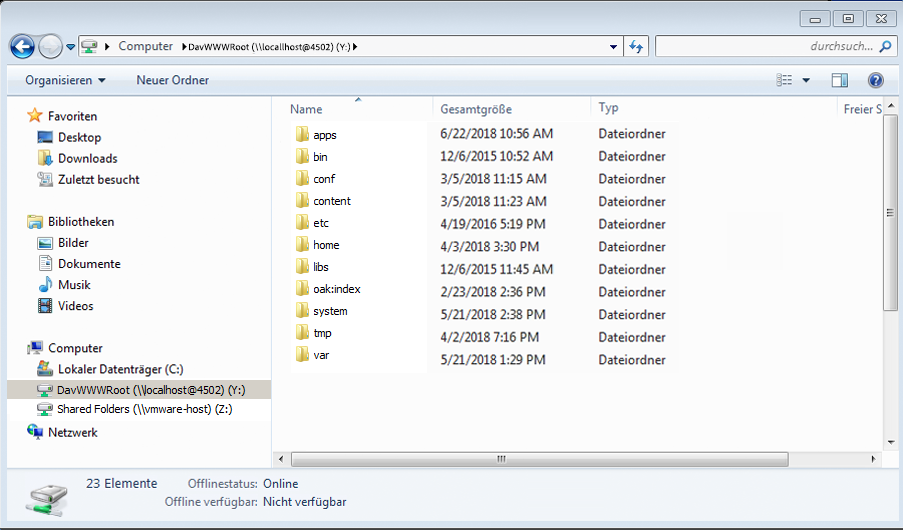 Computer DavWWWRoot (\\localhost@4502) (Y:) durchsuch...
Organisieren Neuer Ordner
Favoriten
Desktop
Downloads
Zuletzt besucht
Bibliotheken
Bilder
Dokumente
Musik
Videos
Computer
Lokaler Datenträger (C:)
DavWWWRoot (\\localhost@4502) (Y:)
Shared Folders (\\vmware-host) (Z:)
Netzwerk
Name Gesamtgröße Typ Freier S
apps 6/22/2018 10:56 AM Dateiordner
bin 12/6/2015 10:52 AM Dateiordner
conf 3/5/2018 11:15 AM Dateiordner
content 3/5/2018 11:23 AM Dateiordner
etc 4/19/2016 5:19 PM Dateiordner
home 4/3/2018 3:30 PM Dateiordner
libs 12/6/2015 11:45 AM Dateiordner
oak:index 2/23/2018 2:36 PM Dateiordner
system 5/21/2018 2:38 PM Dateiordner
tmp 4/2/2018 7:16 PM Dateiordner
var 5/21/2018 1:29 PM Dateiordner
23 Elemente Offlinestatus: Online
Offline verfügbar: Nicht verfügbar